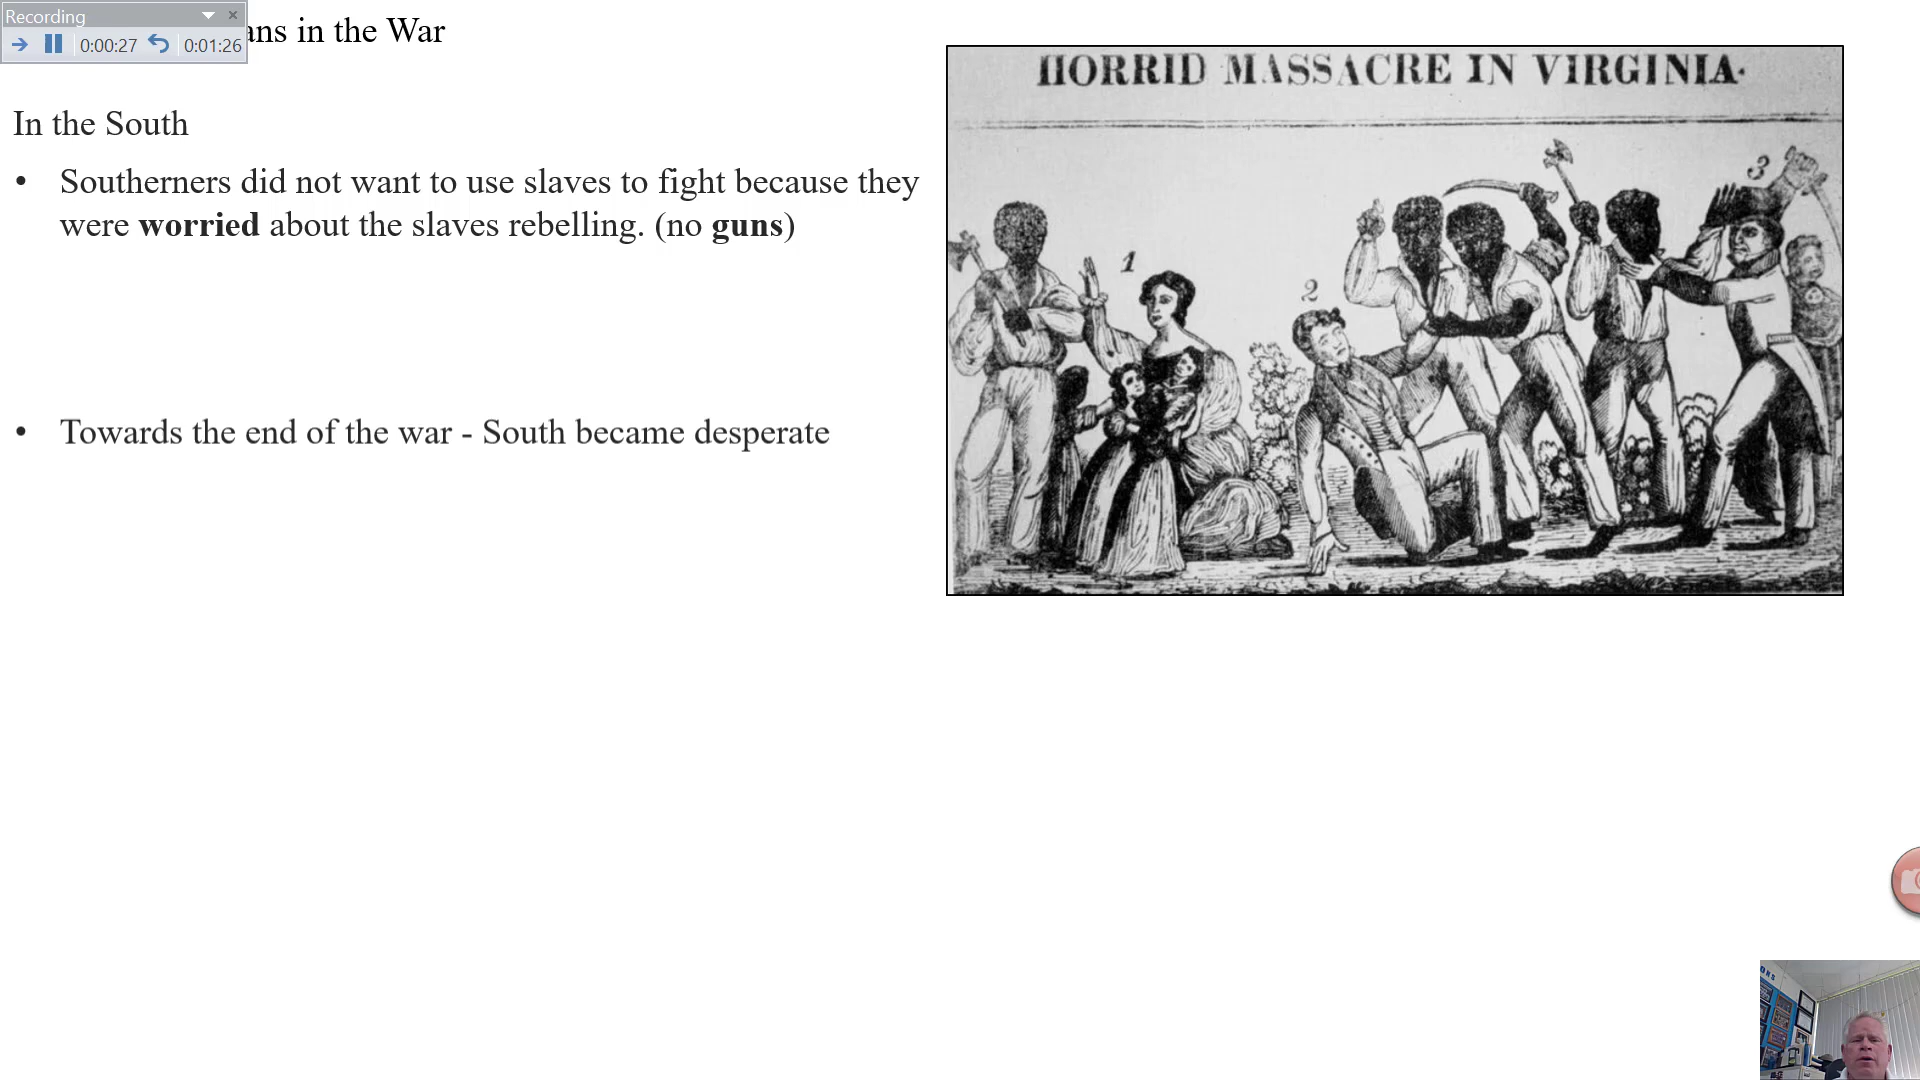 Recording
0:00:27 0:01:26
ans in the War
In the South
• Southerners did not want to use slaves to fight because they
were worried about the slaves rebelling. (no guns)
• Towards the end of the war - South became desperate
HORRID MASSACRE IN VIRGINIA.
1
2
3